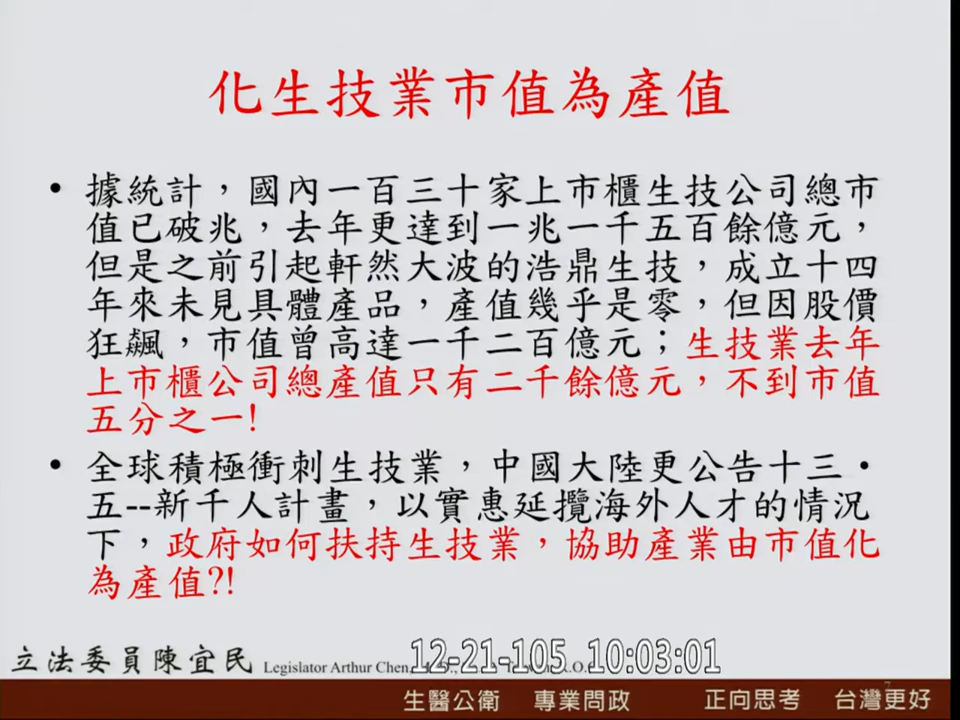 化生技業市值為產值
• 據統計，國內一百三十家上市櫃生技公司總市
值已破兆，去年更達到一兆一千五百餘億元，
但是之前引起軒然大波的浩鼎生技，成立十四
年來未見具體產品，產值幾乎是零，但因股價
狂飆，市值曾高達一千二百億元；生技業去年
上市櫃公司總產值只有二千餘億元，不到市值
五分之一!
• 全球積極衝刺生技業，中國大陸更公告十三‧
五--新千人計畫，以實惠延攬海外人才的情況
下，政府如何扶持生技業，協助產業由市值化
為產值?!
立法委員陳宜民 Legislator Arthur Chen,
12-21-105 10:03:01
生醫公衛 專業問政 正向思考 台灣更好
7